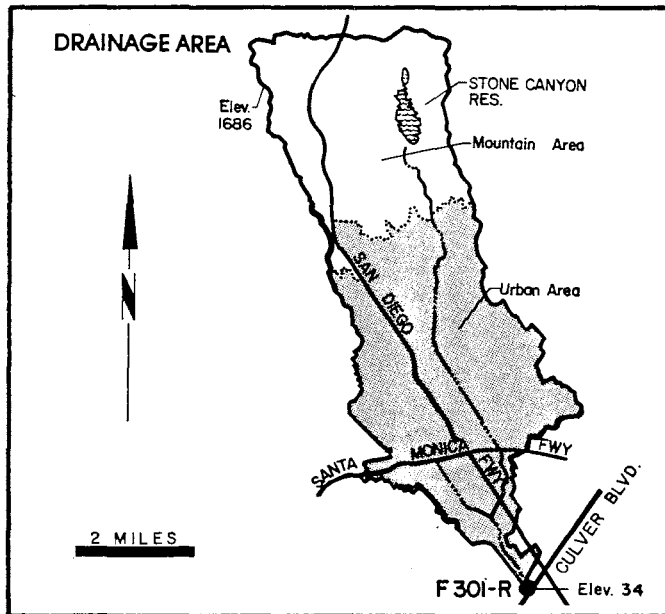 DRAINAGE AREA
Elev.
1686
STONE CANYON
RES.
Mountain Area
N
SAN DIEGO FWY
Urban Area
SANTA MONICA FWY
2 MILES
CULVER BLVD.
F301-R
Elev. 34